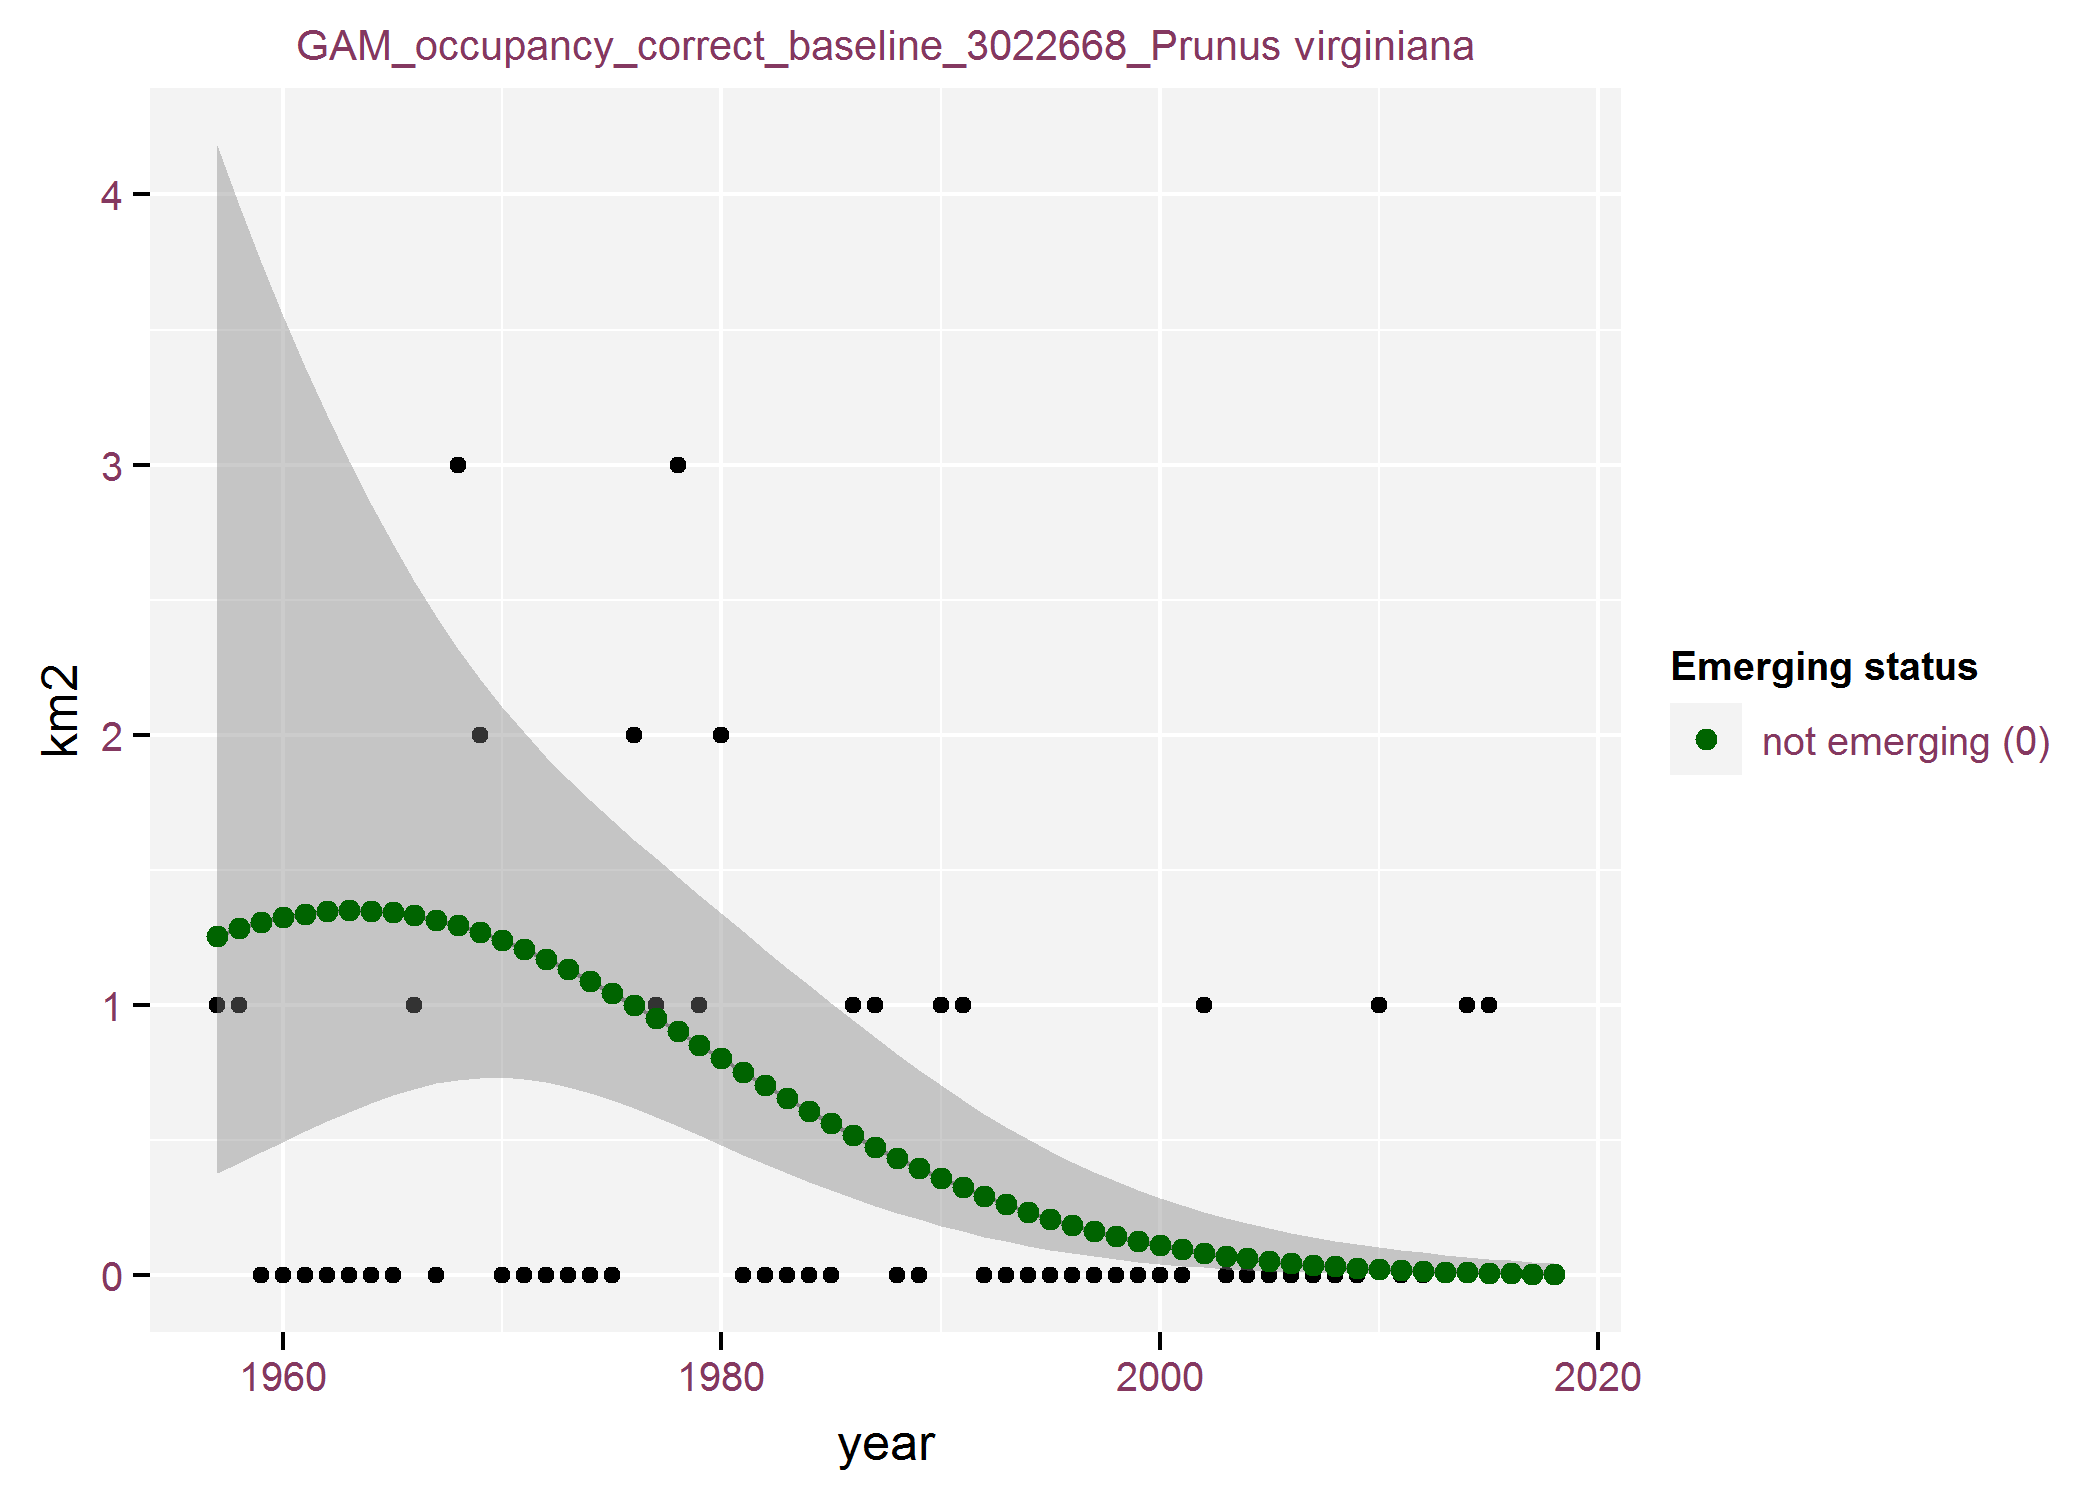 GAM_occupancy_correct_baseline_3022668_Prunus virginiana
4
3
2
1
0
km2
1960
1980
2000
2020
year
Emerging status
not emerging (0)